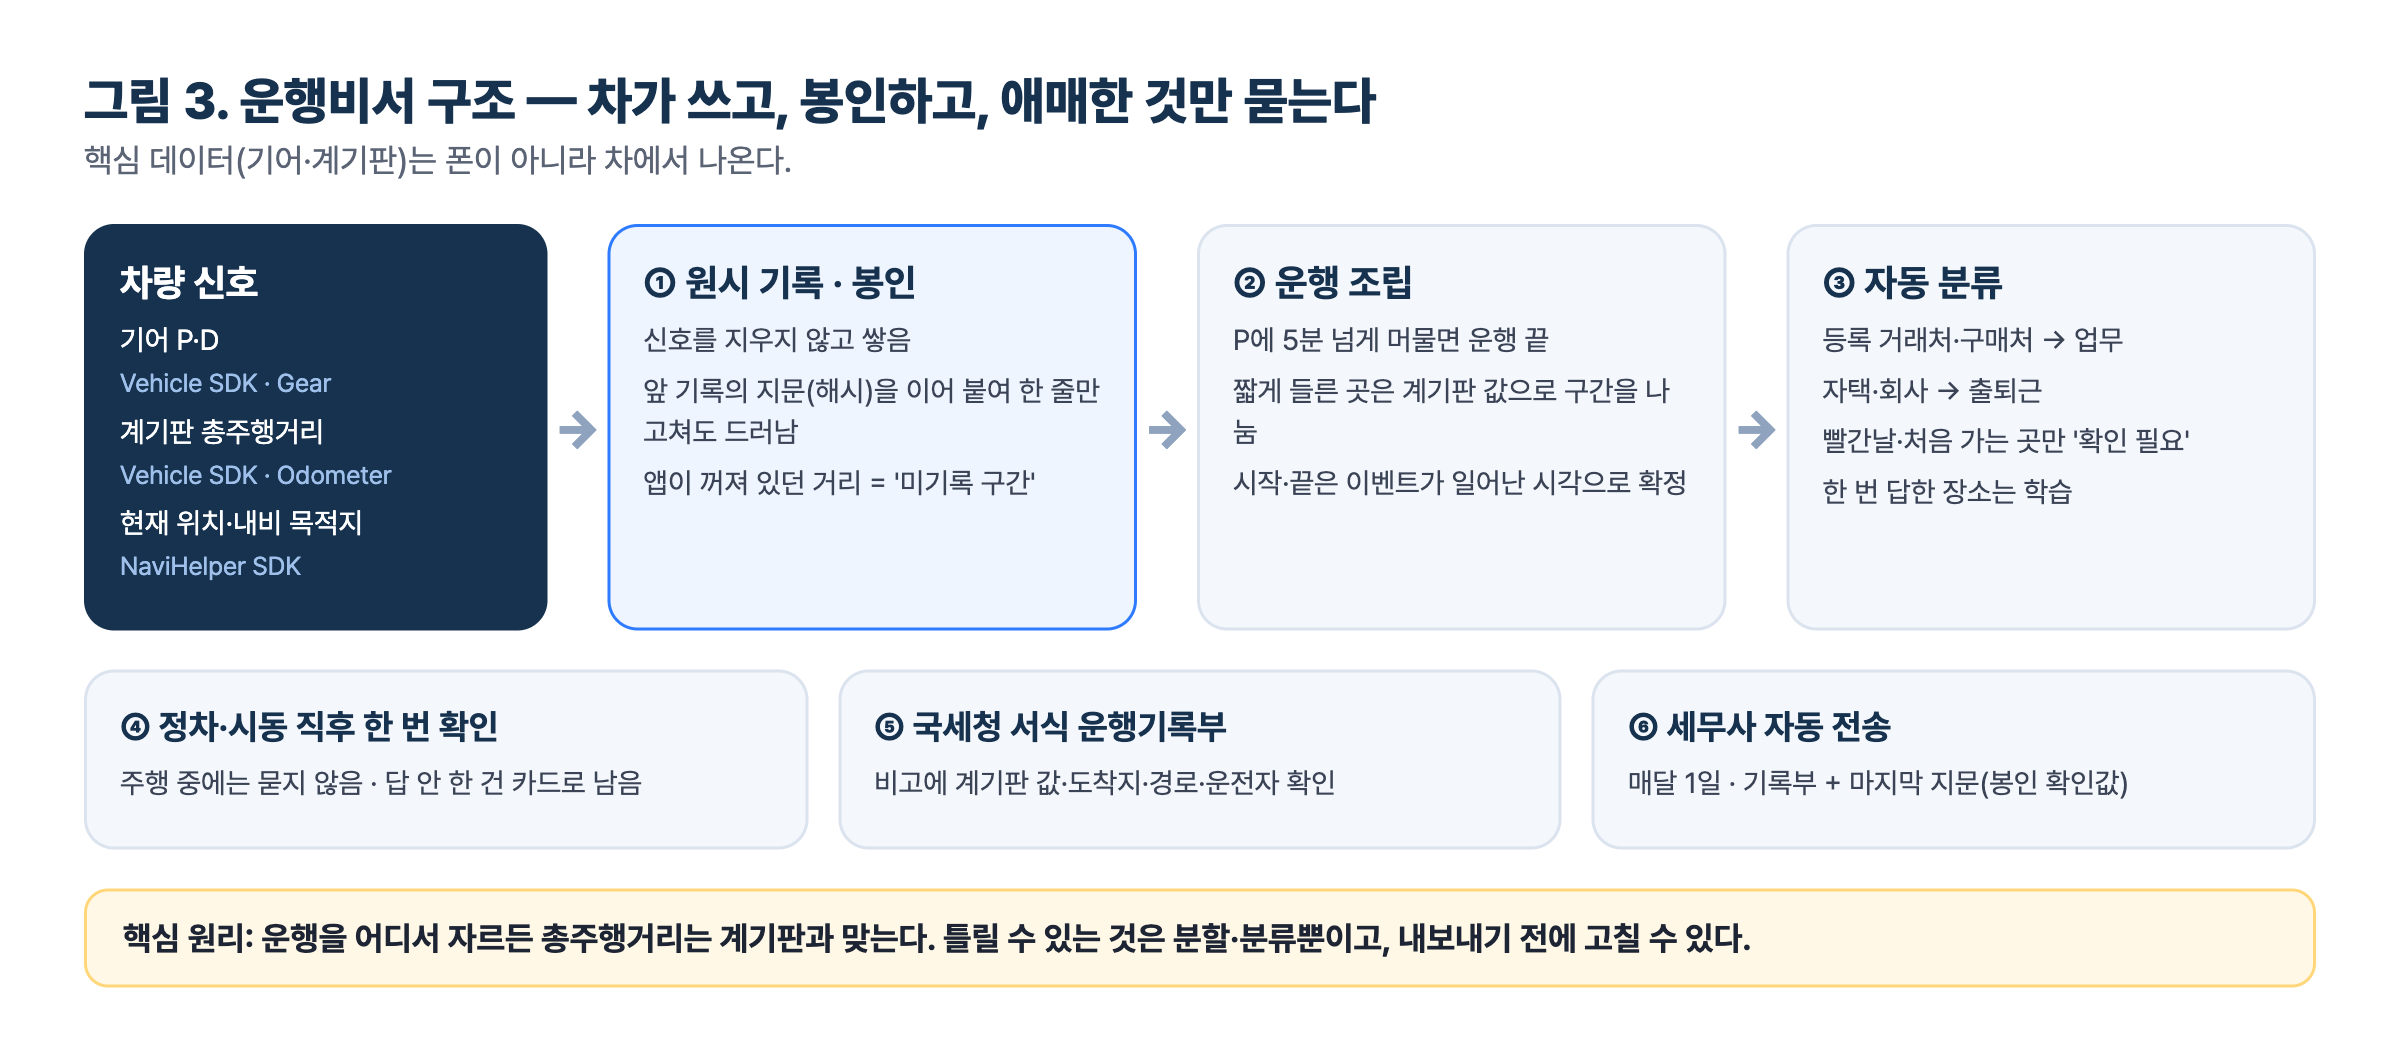 그림 3. 운행비서 구조 — 차가 쓰고, 봉인하고, 애매한 것만 묻는다
핵심 데이터(기어·계기판)는 폰이 아니라 차에서 나온다.
차량 신호
기어 P·D
Vehicle SDK · Gear
계기판 총주행거리
Vehicle SDK · Odometer
현재 위치·내비 목적지
NaviHelper SDK
→
① 원시 기록 · 봉인
신호를 지우지 않고 쌓음
앞 기록의 지문(해시)을 이어 붙여 한 줄만
고쳐도 드러남
앱이 꺼져 있던 거리 = '미기록 구간'
→
② 운행 조립
P에 5분 넘게 머물면 운행 끝
짧게 들른 곳은 계기판 값으로 구간을 나
눔
시작·끝은 이벤트가 일어난 시각으로 확정
→
③ 자동 분류
등록 거래처·구매처 → 업무
자택·회사 → 출퇴근
빨간날·처음 가는 곳만 '확인 필요'
한 번 답한 장소는 학습
④ 정차·시동 직후 한 번 확인
주행 중에는 묻지 않음 · 답 안 한 건 카드로 남음
⑤ 국세청 서식 운행기록부
비고에 계기판 값·도착지·경로·운전자 확인
⑥ 세무사 자동 전송
매달 1일 · 기록부 + 마지막 지문(봉인 확인값)
핵심 원리: 운행을 어디서 자르든 총주행거리는 계기판과 맞는다. 틀릴 수 있는 것은 분할·분류뿐이고, 내보내기 전에 고칠 수 있다.